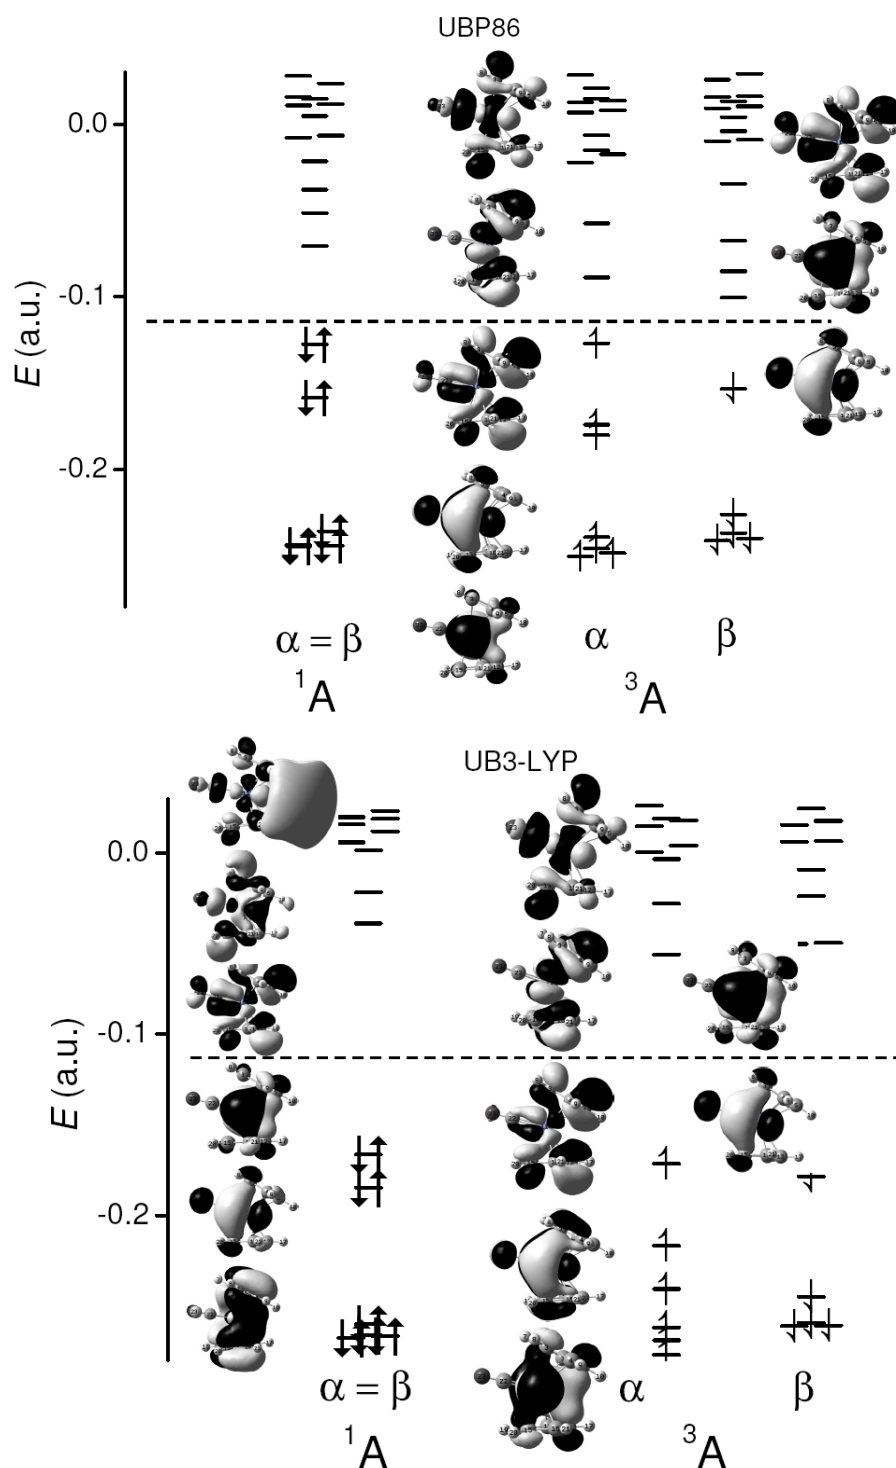 UBP86
0.0
-0.1
-0.2
E (a.u.)
α = β
α
β
¹A
³A
UB3-LYP
0.0
-0.1
-0.2
E (a.u.)
α = β
α
β
¹A
³A